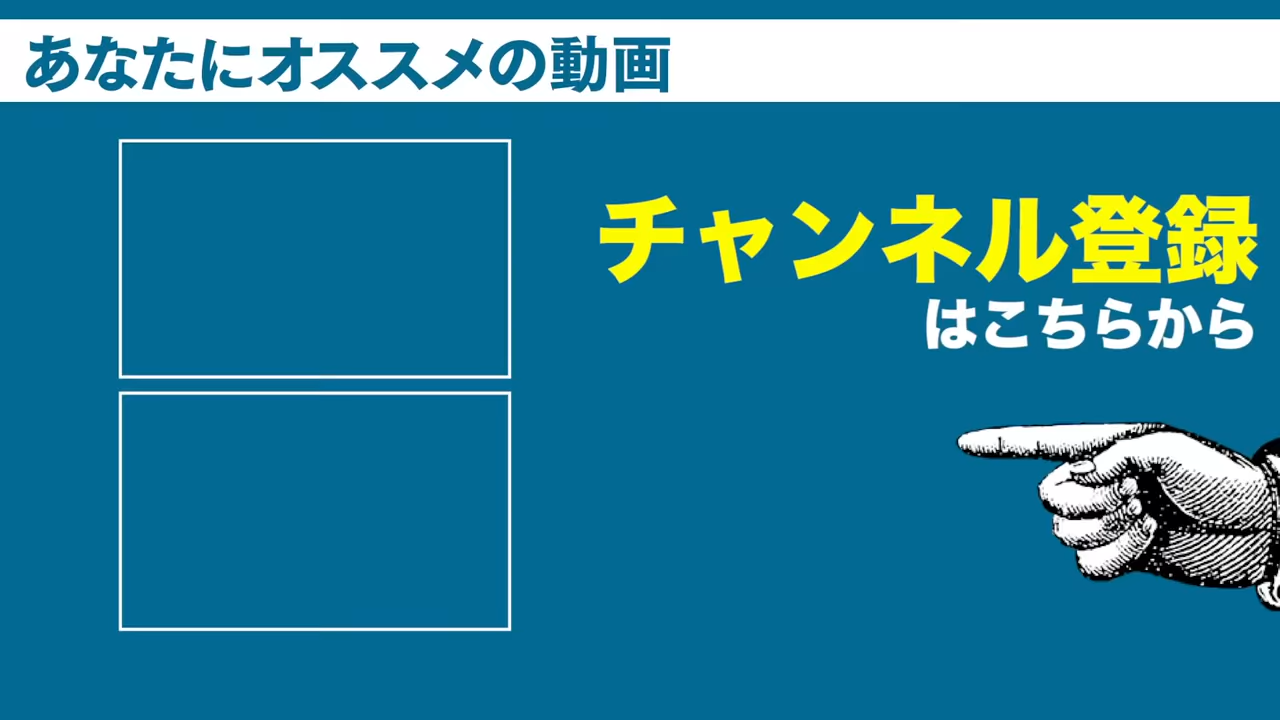 あなたにオススメの動画
チャンネル登録
はこちらから